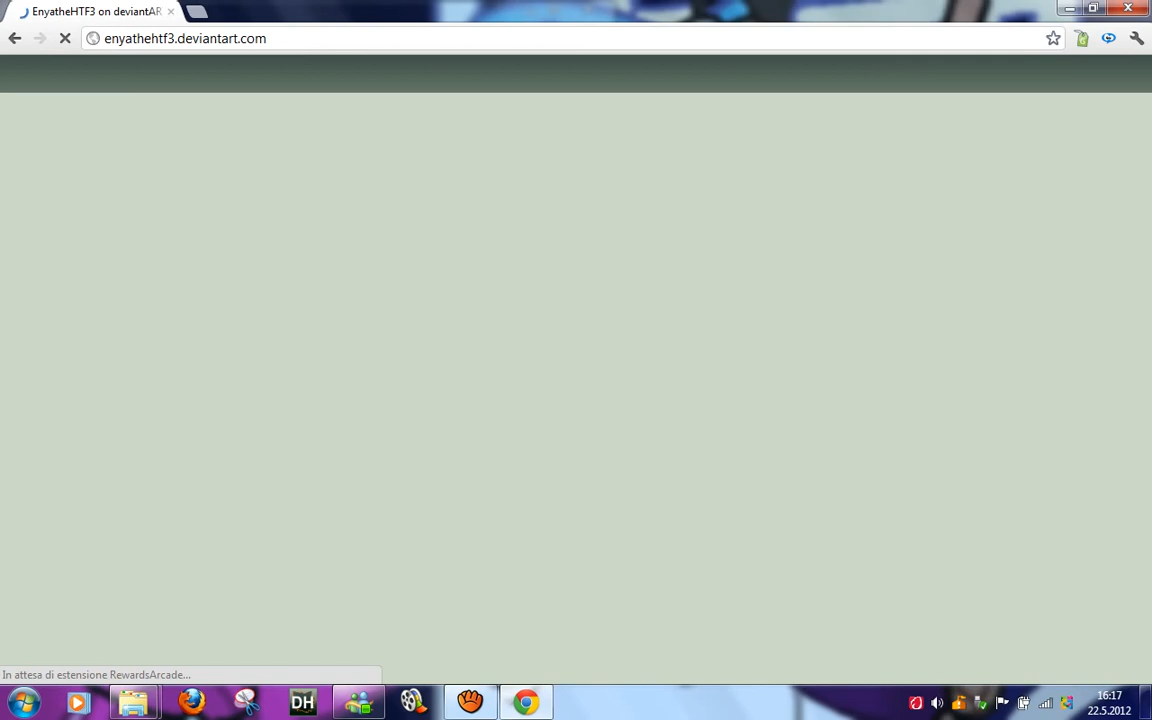 EnyatheHTF3 on deviantAR
enyathehtf3.deviantart.com
In attesa di estensione RewardsArcade...
DH
16:17
22.5.2012